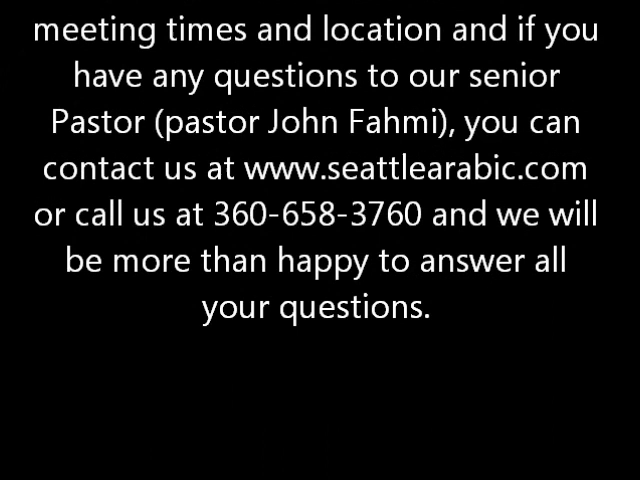 meeting times and location and if you
have any questions to our senior
Pastor (pastor John Fahmi), you can
contact us at www.seattlearabic.com
or call us at 360-658-3760 and we will
be more than happy to answer all
your questions.